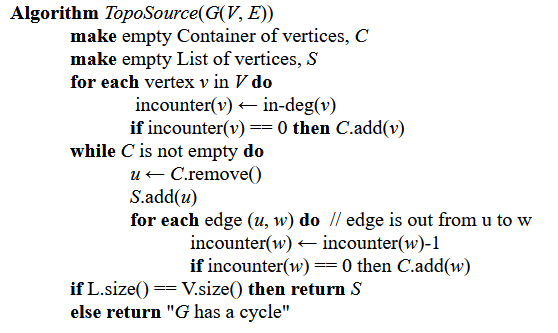 Algorithm TopoSource(G(V, E))
make empty Container of vertices, C
make empty List of vertices, S
for each vertex v in V do
incounter(v) ← in-deg(v)
if incounter(v) == 0 then C.add(v)
while C is not empty do
u ← C.remove()
S.add(u)
for each edge (u, w) do // edge is out from u to w
incounter(w) ← incounter(w)-1
if incounter(w) == 0 then C.add(w)
if L.size() == V.size() then return S
else return "G has a cycle"